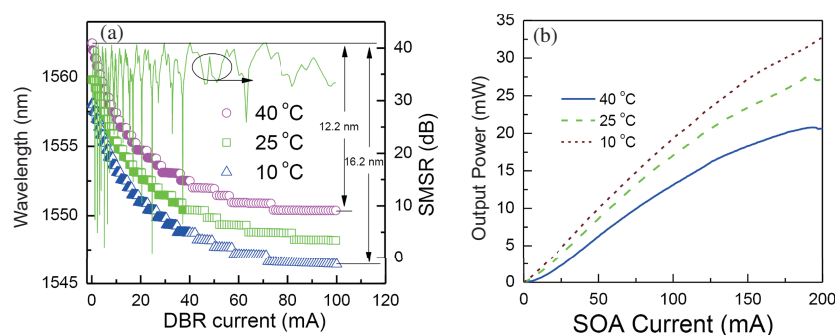 (a)
Wavelength (nm)
1560
1555
1550
1545
0 20 40 60 80 100 120
DBR current (mA)
40 °C
25 °C
10 °C
12.2 nm
16.2 nm
40
30
20
10
0
SMSR (dB)
(b)
Output Power (mW)
35
30
25
20
15
10
5
0
0 50 100 150 200
SOA Current (mA)
40 °C
25 °C
10 °C